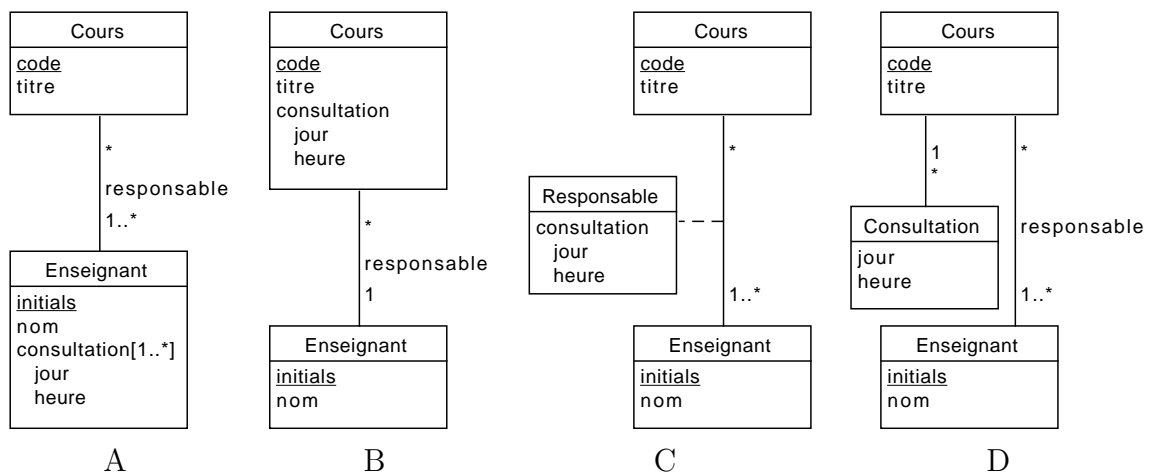 Cours
code
titre
*
responsable
1..*
Enseignant
initials
nom
consultation[1..*]
jour
heure
A
Cours
code
titre
consultation
jour
heure
*
responsable
1
Enseignant
initials
nom
B
Cours
code
titre
*
Responsable
consultation
jour
heure
1..*
Enseignant
initials
nom
C
Cours
code
titre
1
*
*
Consultation
jour
heure
responsable
1..*
Enseignant
initials
nom
D